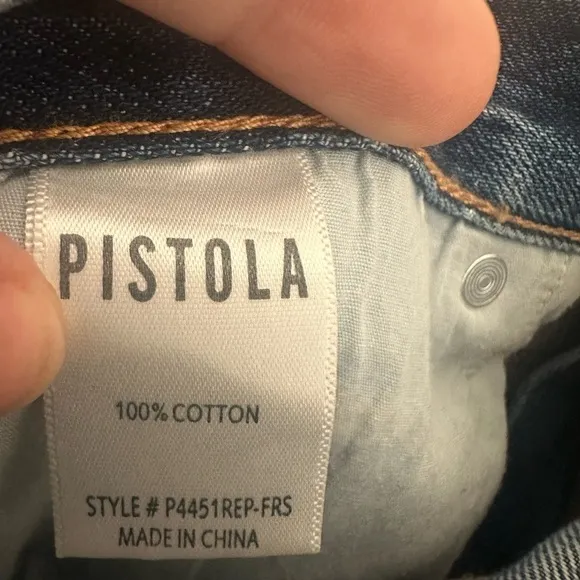 PISTOLA
100% COTTON
STYLE # P4451REP-FRS
MADE IN CHINA